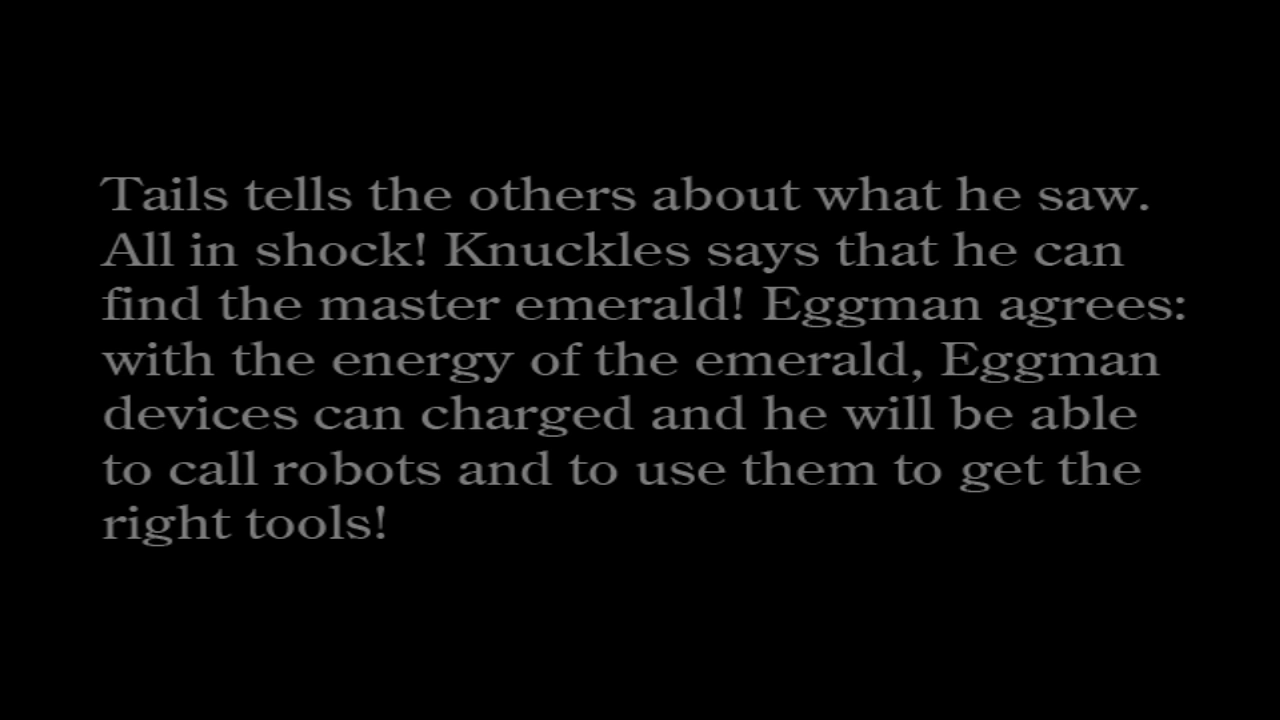 Tails tells the others about what he saw.
All in shock! Knuckles says that he can
find the master emerald! Eggman agrees:
with the energy of the emerald, Eggman
devices can charged and he will be able
to call robots and to use them to get the
right tools!